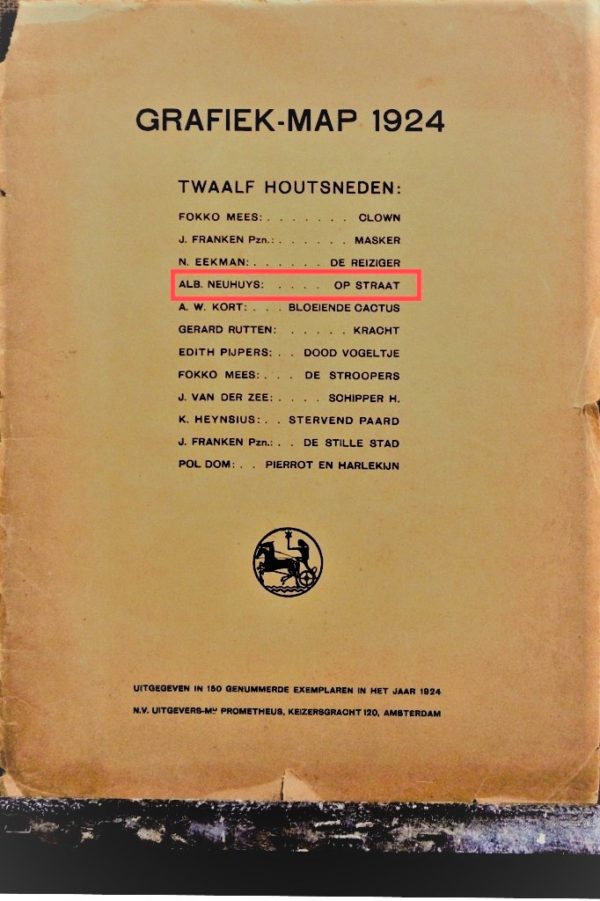 GRAFIEK-MAP 1924
TWAALF HOUTSNEDEN:
FOKKO MEES: . . . . . . . CLOWN
J. FRANKEN Pzn.: . . . . . . MASKER
N. EEKMAN: . . . . . . DE REIZIGER
ALB. NEUHUYS: . . . . OP STRAAT
A. W. KORT: . . . BLOEIENDE CACTUS
GERARD RUTTEN: . . . . . KRACHT
EDITH PIJPERS: . . DOOD VOGELTJE
FOKKO MEES: . . . DE STROOPERS
J. VAN DER ZEE: . . . . SCHIPPER H.
K. HEYNSIUS: . . STERVEND PAARD
J. FRANKEN Pzn.: . . DE STILLE STAD
POL DOM: . . PIERROT EN HARLEKIJN
UITGEGEVEN IN 150 GENUMMERDE EXEMPLAREN IN HET JAAR 1924
N.V. UITGEVERS-Mij PROMETHEUS, KEIZERSGRACHT 120, AMSTERDAM